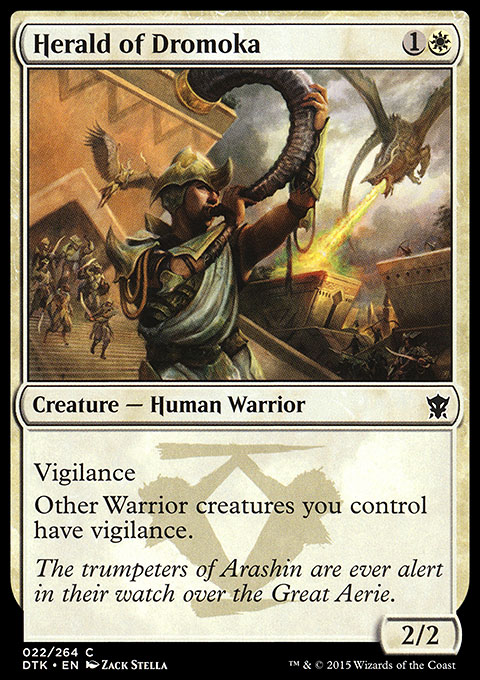 Herald of Dromoka 1
Creature — Human Warrior
Vigilance
Other Warrior creatures you control
have vigilance.
The trumpeters of Arashin are ever alert
in their watch over the Great Aerie.
2/2
022/264 C
DTK • EN Zack Stella
™ & © 2015 Wizards of the Coast